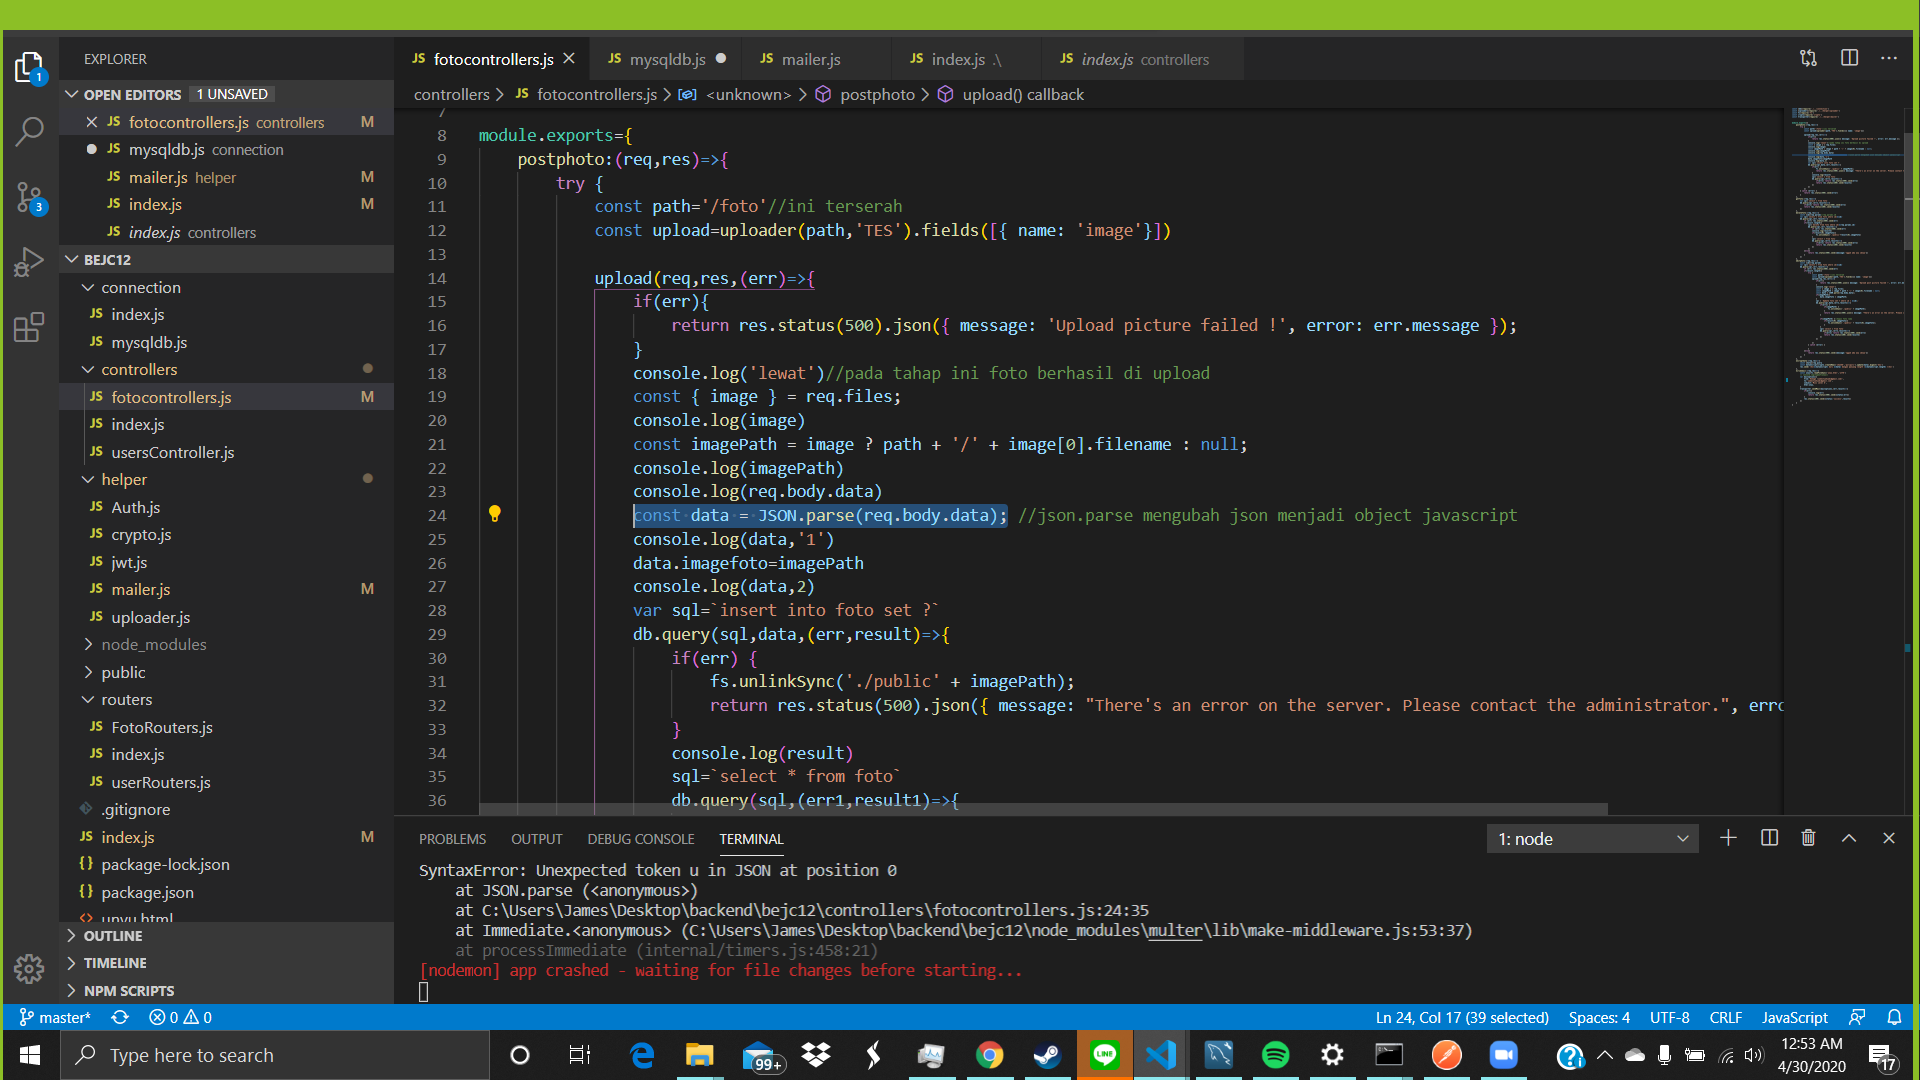 EXPLORER
OPEN EDITORS 1 UNSAVED
JS fotocontrollers.js controllers M
JS mysqldb.js connection
JS mailer.js helper M
JS index.js M
JS index.js controllers
BEJC12
connection
JS index.js
JS mysqldb.js
controllers
JS fotocontrollers.js M
JS index.js
JS usersController.js
helper
JS Auth.js
JS crypto.js
JS jwt.js
JS mailer.js M
JS uploader.js
node_modules
public
routers
JS FotoRouters.js
JS index.js
JS userRouters.js
.gitignore
JS index.js M
{} package-lock.json
{} package.json
<> unyu.html
OUTLINE
TIMELINE
NPM SCRIPTS
1
3
JS fotocontrollers.js JS mysqldb.js JS mailer.js JS index.js .\ JS index.js controllers
controllers > JS fotocontrollers.js > <unknown> > postphoto > upload() callback
7
8 module.exports={
9 postphoto:(req,res)=>{
10 try {
11 const path='/foto'//ini terserah
12 const upload=uploader(path,'TES').fields([{ name: 'image'}])
13
14 upload(req,res,(err)=>{
15 if(err){
16 return res.status(500).json({ message: 'Upload picture failed !', error: err.message });
17 }
18 console.log('lewat')//pada tahap ini foto berhasil di upload
19 const { image } = req.files;
20 console.log(image)
21 const imagePath = image ? path + '/' + image[0].filename : null;
22 console.log(imagePath)
23 console.log(req.body.data)
24 const data = JSON.parse(req.body.data); //json.parse mengubah json menjadi object javascript
25 console.log(data,'1')
26 data.imagefoto=imagePath
27 console.log(data,2)
28 var sql=`insert into foto set ?`
29 db.query(sql,data,(err,result)=>{
30 if(err) {
31 fs.unlinkSync('./public' + imagePath);
32 return res.status(500).json({ message: "There's an error on the server. Please contact the administrator.", erro
33 }
34 console.log(result)
35 sql=`select * from foto`
36 db.query(sql,(err1,result1)=>{
PROBLEMS OUTPUT DEBUG CONSOLE TERMINAL 1: node
SyntaxError: Unexpected token u in JSON at position 0
at JSON.parse (<anonymous>)
at C:\Users\James\Desktop\backend\bejc12\controllers\fotocontrollers.js:24:35
at Immediate.<anonymous> (C:\Users\James\Desktop\backend\bejc12\node_modules\multer\lib\make-middleware.js:53:37)
at processImmediate (internal/timers.js:458:21)
[nodemon] app crashed - waiting for file changes before starting...
master* 0 0 Ln 24, Col 17 (39 selected) Spaces: 4 UTF-8 CRLF JavaScript
Type here to search 99+ LINE 12:53 AM
4/30/2020 17